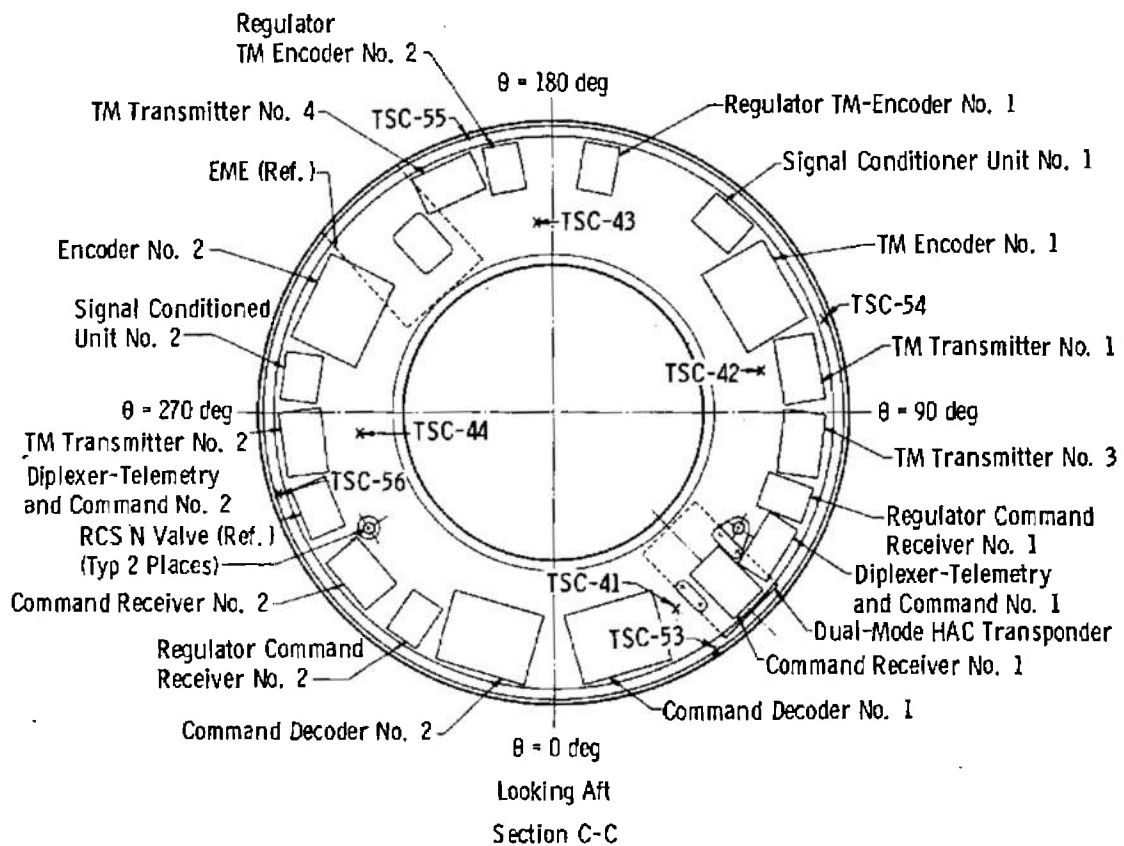 Regulator
TM Encoder No. 2
θ = 180 deg
TM Transmitter No. 4
TSC-55
Regulator TM-Encoder No. 1
EME (Ref.)
Signal Conditioner Unit No. 1
TSC-43
Encoder No. 2
TM Encoder No. 1
Signal Conditioned
Unit No. 2
TSC-54
TM Transmitter No. 1
TSC-42
θ = 270 deg
θ = 90 deg
TSC-44
TM Transmitter No. 2
TM Transmitter No. 3
Diplexer-Telemetry
and Command No. 2
TSC-56
RCS N Valve (Ref.)
(Typ 2 Places)
Regulator Command
Receiver No. 1
TSC-41
Diplexer-Telemetry
and Command No. 1
Command Receiver No. 2
Dual-Mode HAC Transponder
TSC-53
Regulator Command
Receiver No. 2
Command Receiver No. 1
Command Decoder No. 2
Command Decoder No. 1
θ = 0 deg
Looking Aft
Section C-C